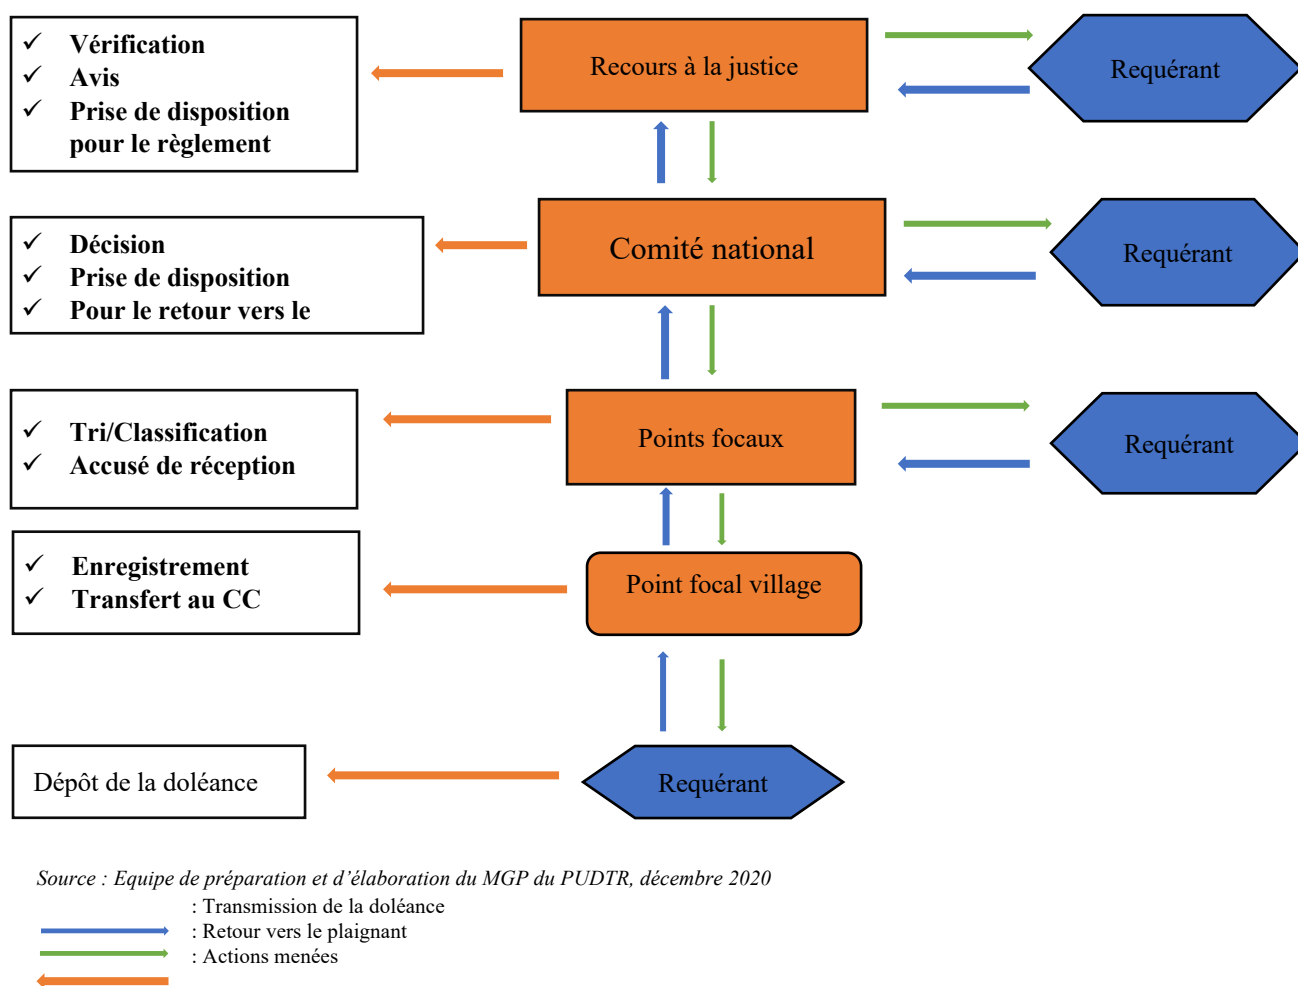 ✓ Vérification
✓ Avis
✓ Prise de disposition
pour le règlement
Recours à la justice
Requérant
✓ Décision
✓ Prise de disposition
✓ Pour le retour vers le
Comité national
Requérant
✓ Tri/Classification
✓ Accusé de réception
Points focaux
Requérant
✓ Enregistrement
✓ Transfert au CC
Point focal village
Dépôt de la doléance
Requérant
Source : Equipe de préparation et d’élaboration du MGP du PUDTR, décembre 2020
: Transmission de la doléance
: Retour vers le plaignant
: Actions menées